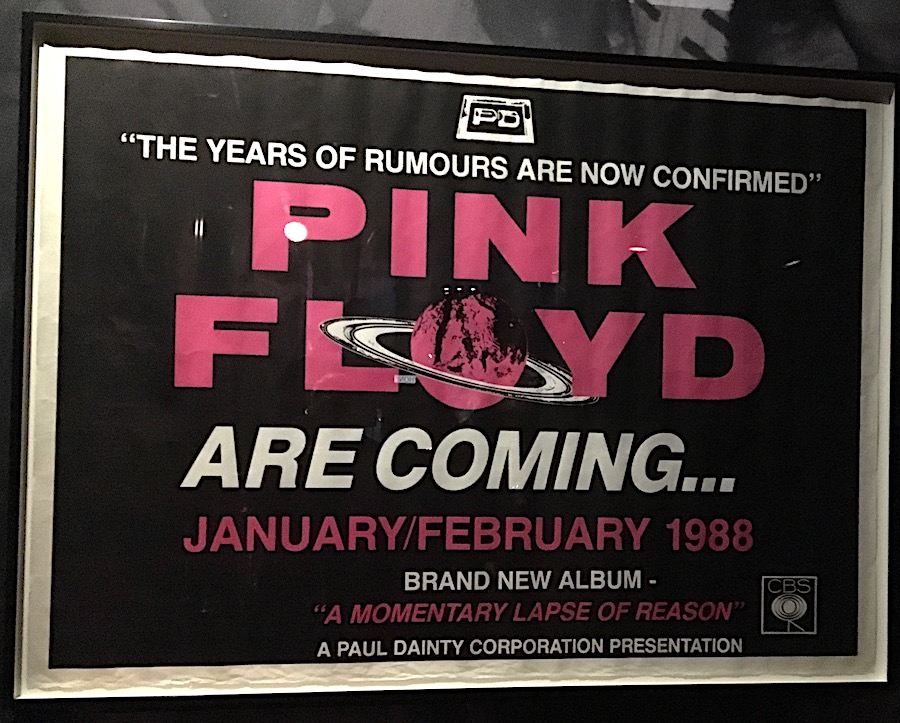 PD
“THE YEARS OF RUMOURS ARE NOW CONFIRMED”
PINK
FLOYD
ARE COMING...
JANUARY/FEBRUARY 1988
BRAND NEW ALBUM -
“A MOMENTARY LAPSE OF REASON”
CBS
A PAUL DAINTY CORPORATION PRESENTATION